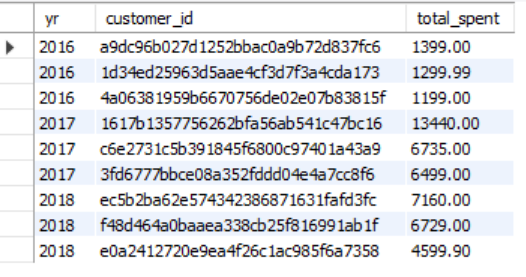 yr customer_id total_spent
2016 a9dc96b027d1252bbac0a9b72d837fc6 1399.00
2016 1d34ed25963d5aae4cf3d7f3a4cda173 1299.99
2016 4a06381959b6670756de02e07b83815f 1199.00
2017 1617b1357756262bfa56ab541c47bc16 13440.00
2017 c6e2731c5b391845f6800c97401a43a9 6735.00
2017 3fd6777bbce08a352fddd04e4a7cc8f6 6499.00
2018 ec5b2ba62e574342386871631fafd3fc 7160.00
2018 f48d464a0baaea338cb25f816991ab1f 6729.00
2018 e0a2412720e9ea4f26c1ac985f6a7358 4599.90